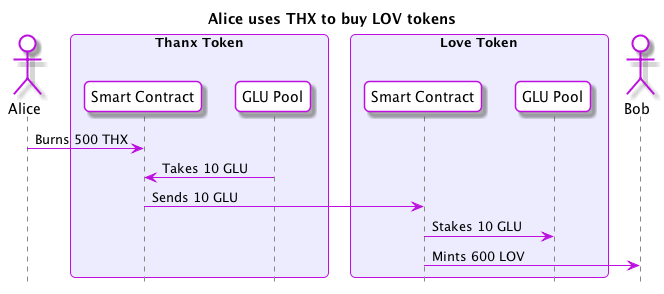 Alice uses THX to buy LOV tokens
Thanx Token
Love Token
Smart Contract
GLU Pool
Smart Contract
GLU Pool
Alice
Bob
Burns 500 THX
Takes 10 GLU
Sends 10 GLU
Stakes 10 GLU
Mints 600 LOV